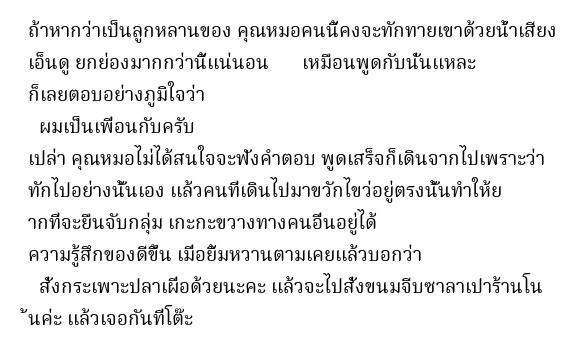 ถ้าหากว่าเป็นลูกหลานของ คุณหมอคนนี้คงจะทักทายเขาด้วยน้ำเสียง
เอ็นดู ยกย่องมากกว่านี้แน่นอน เหมือนพูดกับนั่นแหละ
ก็เลยตอบอย่างภูมิใจว่า
ผมเป็นเพื่อนกับครับ
เปล่า คุณหมอไม่ได้สนใจจะฟังคำตอบ พูดเสร็จก็เดินจากไปเพราะว่า
ทักไปอย่างนั้นเอง แล้วคนที่เดินไปมาขวักไขว่อยู่ตรงนั้นทำให้ย
ากที่จะยืนจับกลุ่ม เกะกะขวางทางคนอื่นอยู่ได้
ความรู้สึกของดีขึ้น เมื่อยิ้มหวานตามเคยแล้วบอกว่า
สั่งกระเพาะปลาเผื่อด้วยนะคะ แล้วจะไปสั่งขนมจีบซาลาเปาร้านโน
้นค่ะ แล้วเจอกันที่โต๊ะ